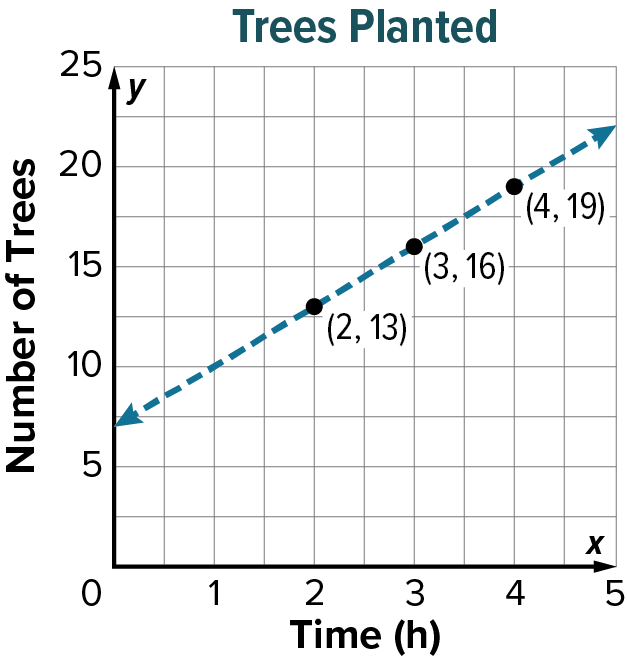 Trees Planted
25
y
20
(4, 19)
15
(3, 16)
(2, 13)
10
5
x
0 1 2 3 4 5
Number of Trees
Time (h)